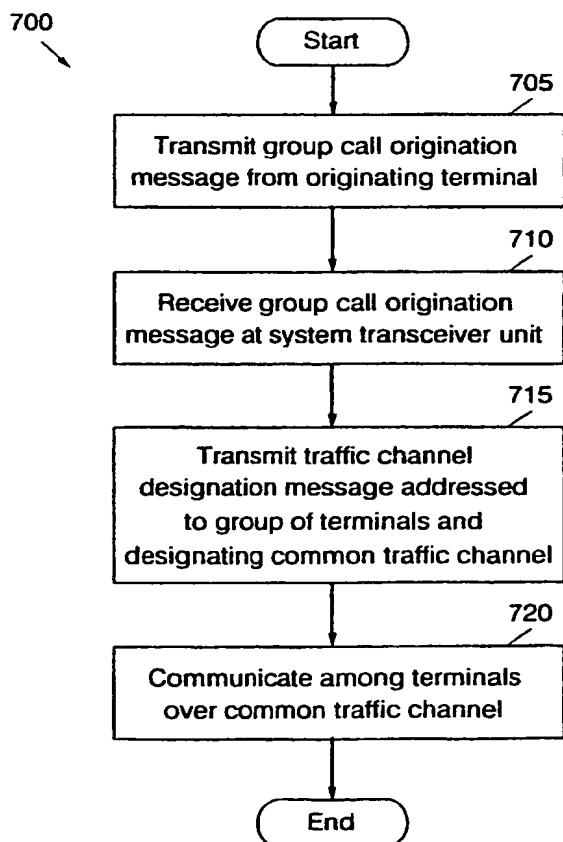 700
Start
705
Transmit group call origination
message from originating terminal
710
Receive group call origination
message at system transceiver unit
715
Transmit traffic channel
designation message addressed
to group of terminals and
designating common traffic channel
720
Communicate among terminals
over common traffic channel
End